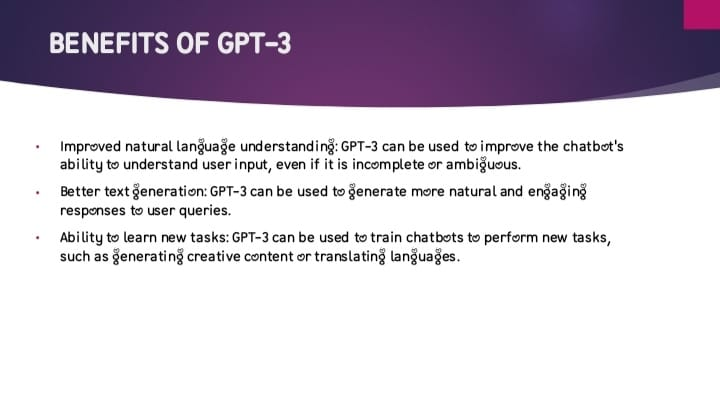 BENEFITS OF GPT-3
• Improved natural language understanding: GPT-3 can be used to improve the chatbot's
ability to understand user input, even if it is incomplete or ambiguous.
• Better text generation: GPT-3 can be used to generate more natural and engaging
responses to user queries.
• Ability to learn new tasks: GPT-3 can be used to train chatbots to perform new tasks,
such as generating creative content or translating languages.